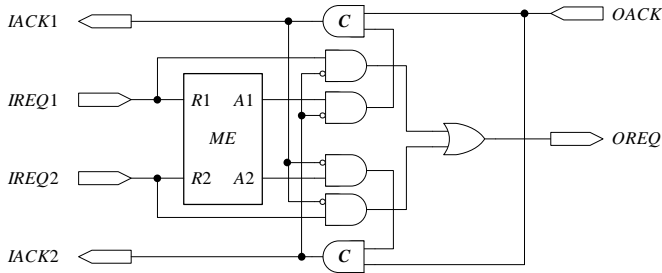 IACK1 C OACK
IREQ1 R1 A1
ME
OREQ
IREQ2 R2 A2
IACK2 C